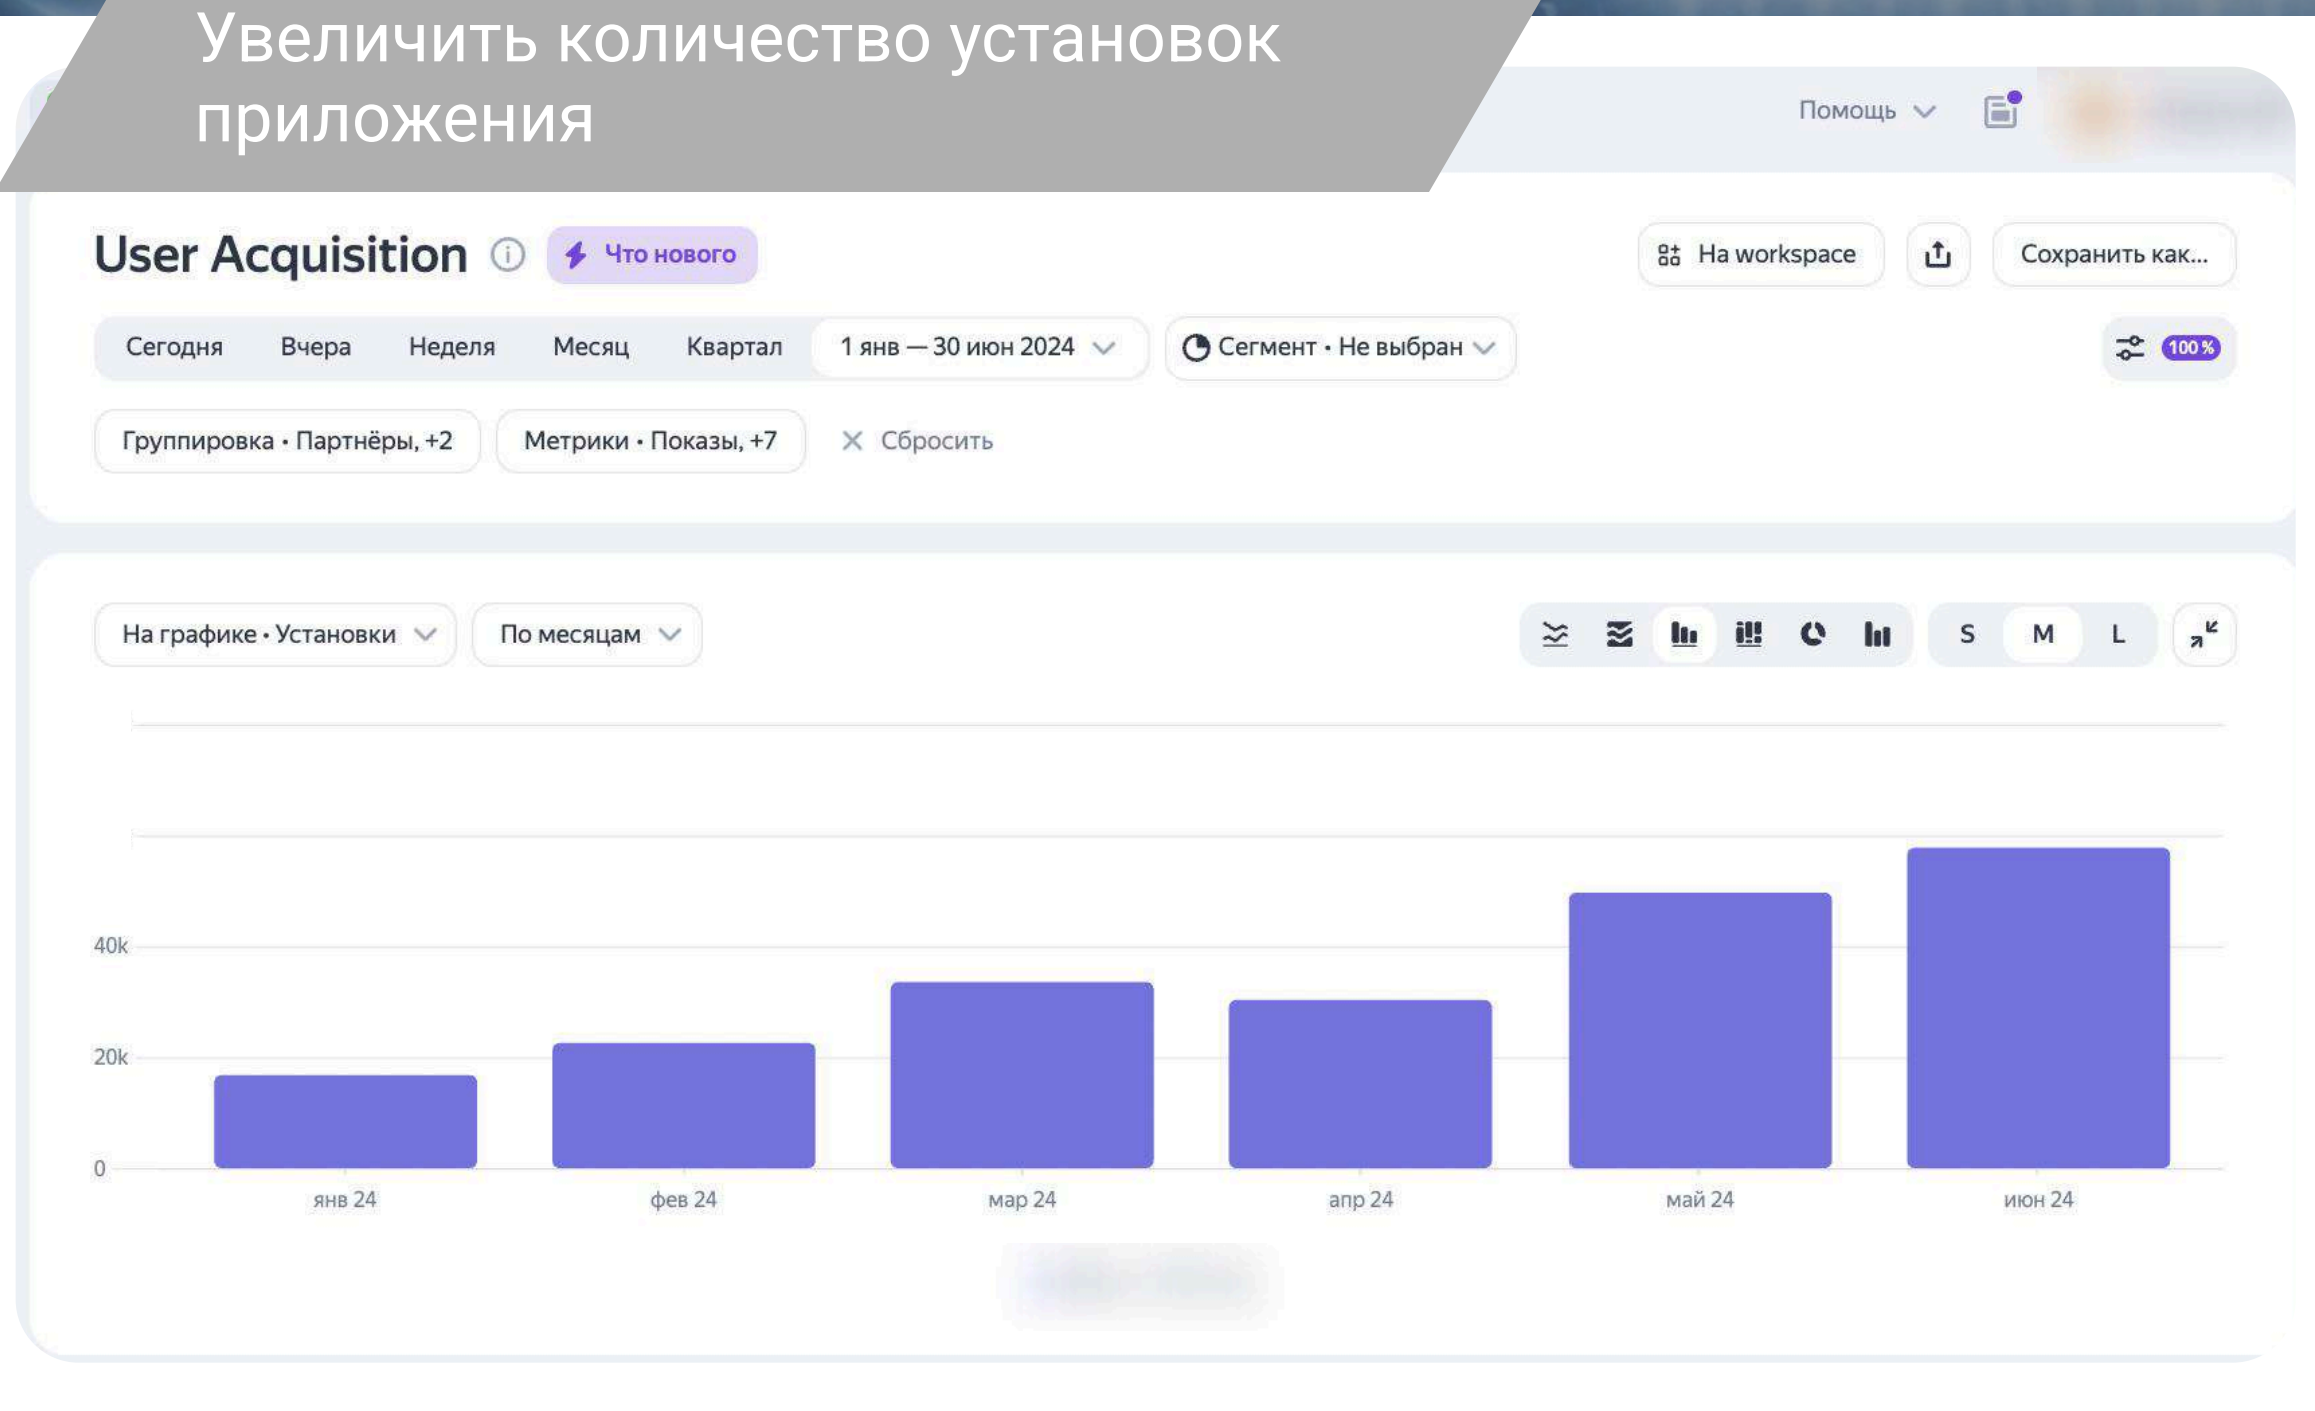 Увеличить количество установок
приложения
Помощь
User Acquisition
Что нового
На workspace
Сохранить как...
Сегодня Вчера Неделя Месяц Квартал 1 янв — 30 июн 2024 Сегмент • Не выбран 100 %
Группировка • Партнёры, +2 Метрики • Показы, +7 Сбросить
На графике • Установки По месяцам S M L
40k
20k
0
янв 24 фев 24 мар 24 апр 24 май 24 июн 24